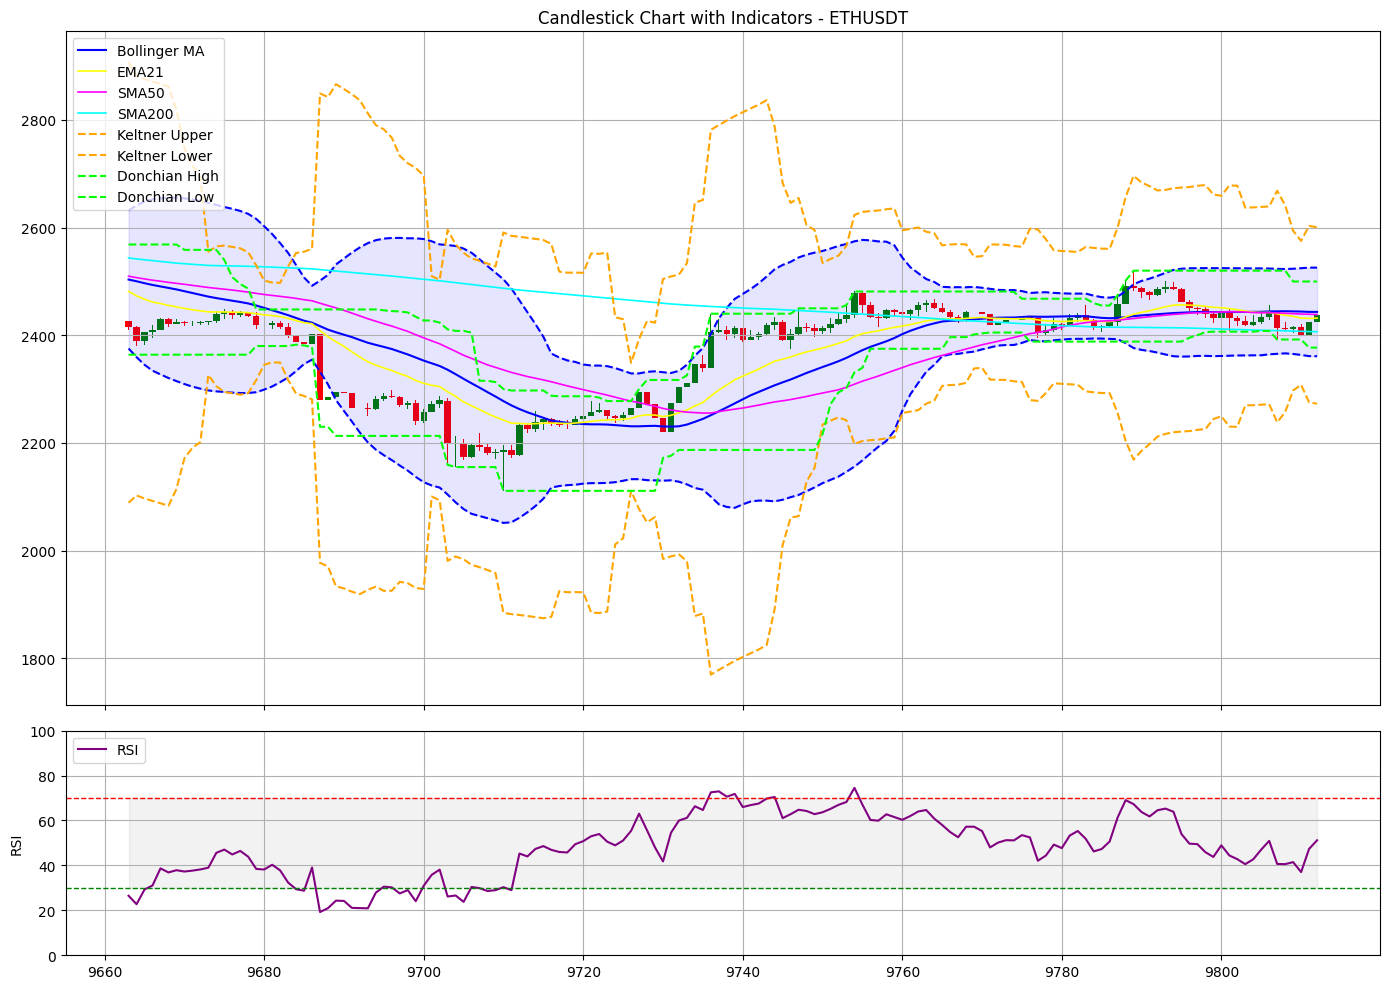 Candlestick Chart with Indicators - ETHUSDT
Bollinger MA
EMA21
SMA50
SMA200
Keltner Upper
Keltner Lower
Donchian High
Donchian Low
2800
2600
2400
2200
2000
1800
RSI
100
80
60
40
20
0
RSI
9660 9680 9700 9720 9740 9760 9780 9800